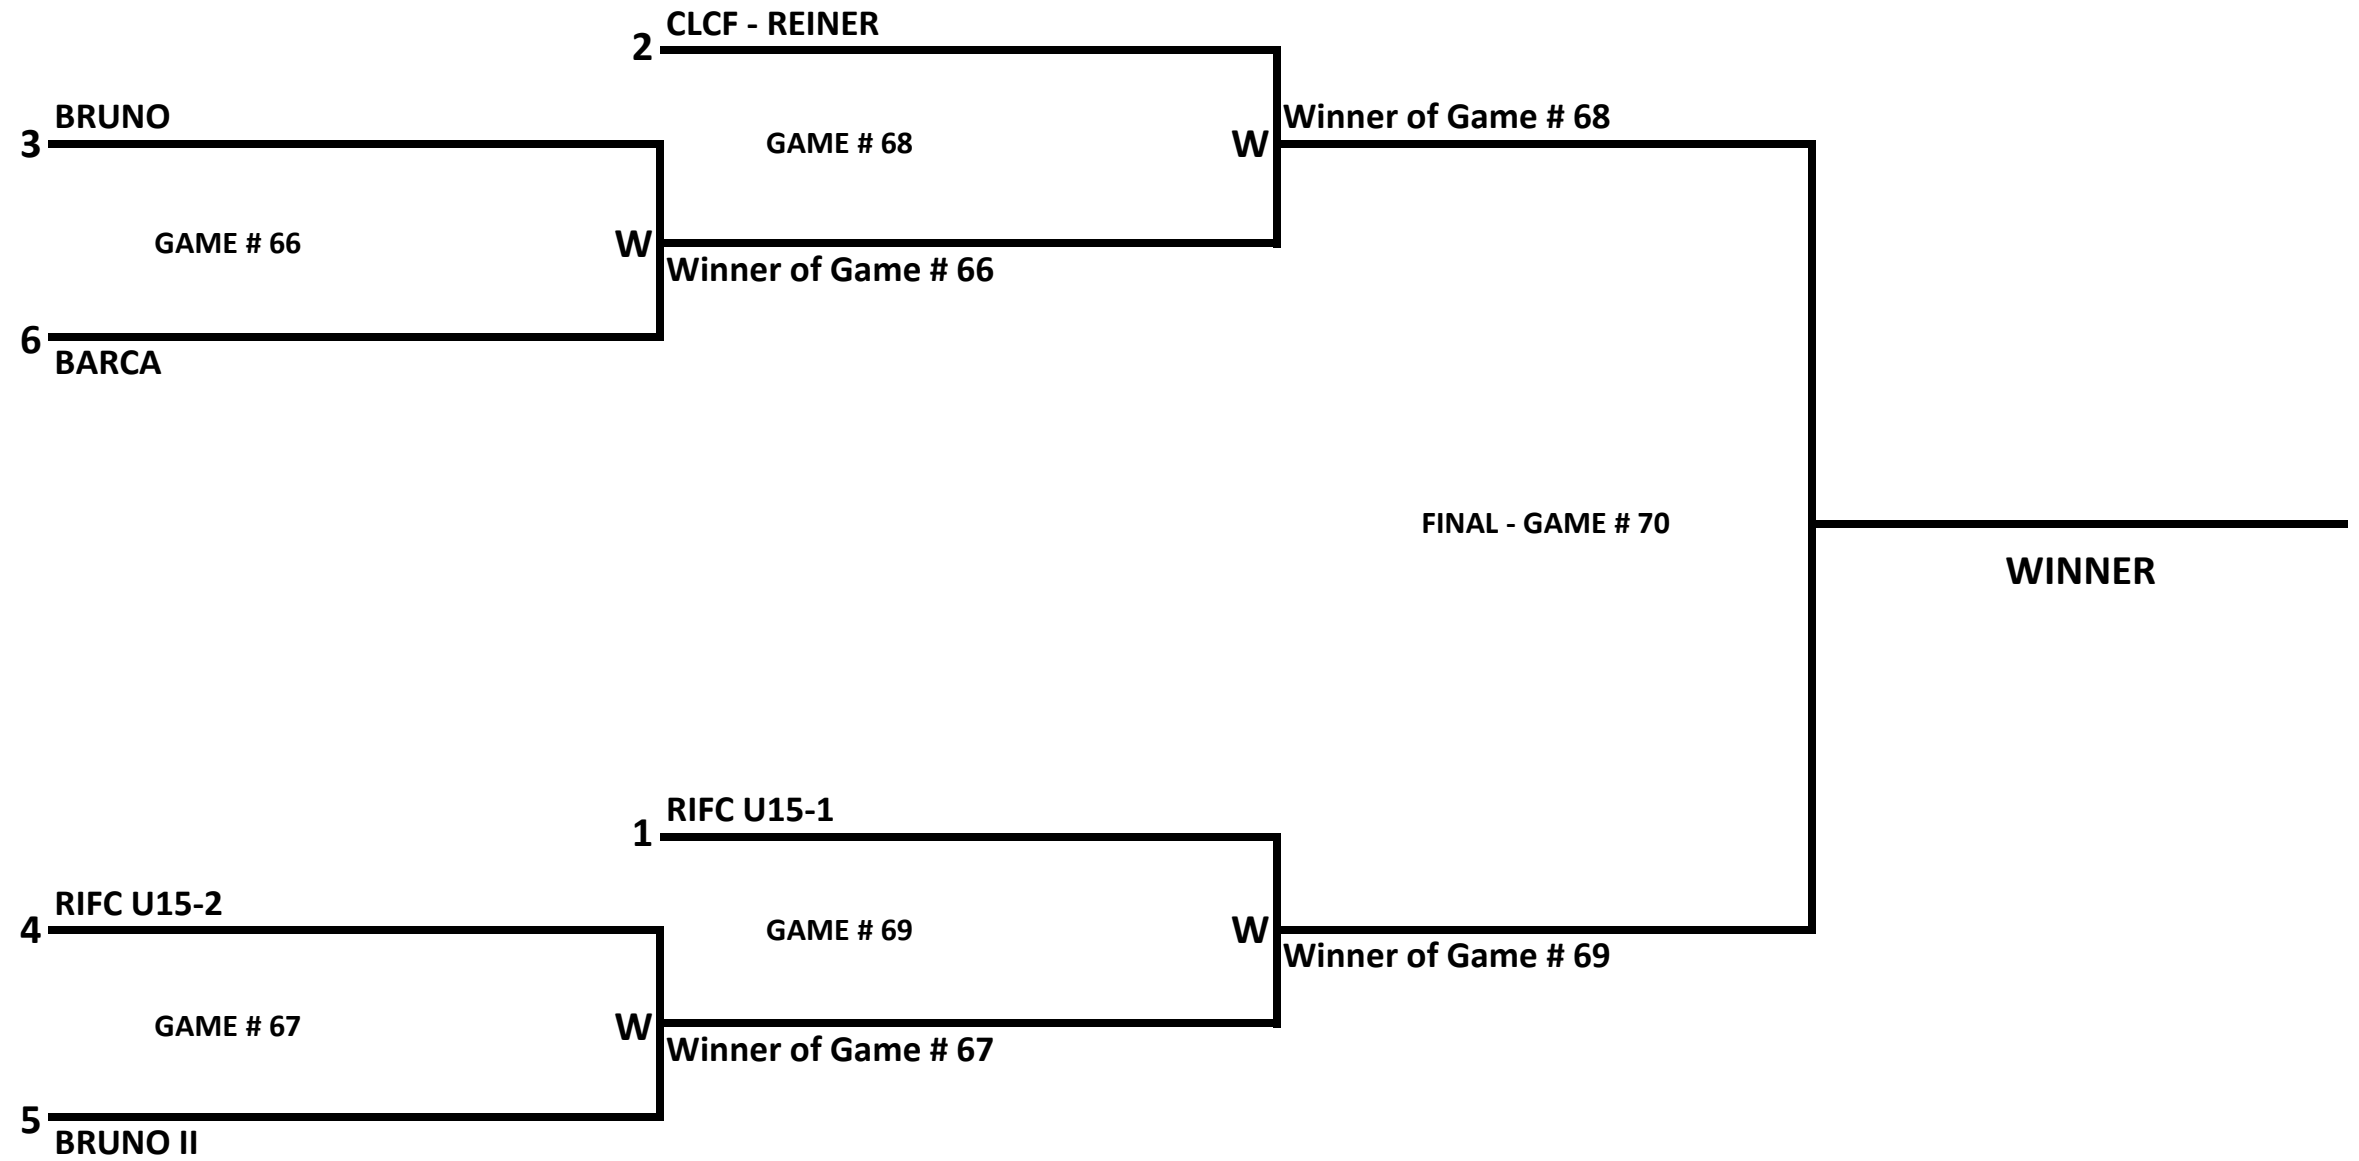 CLCF - REINER
2
BRUNO
3
GAME # 68
W
Winner of Game # 68
GAME # 66
W
Winner of Game # 66
6
BARCA
FINAL - GAME # 70
WINNER
RIFC U15-1
1
RIFC U15-2
4
GAME # 69
W
Winner of Game # 69
GAME # 67
W
Winner of Game # 67
5
BRUNO II